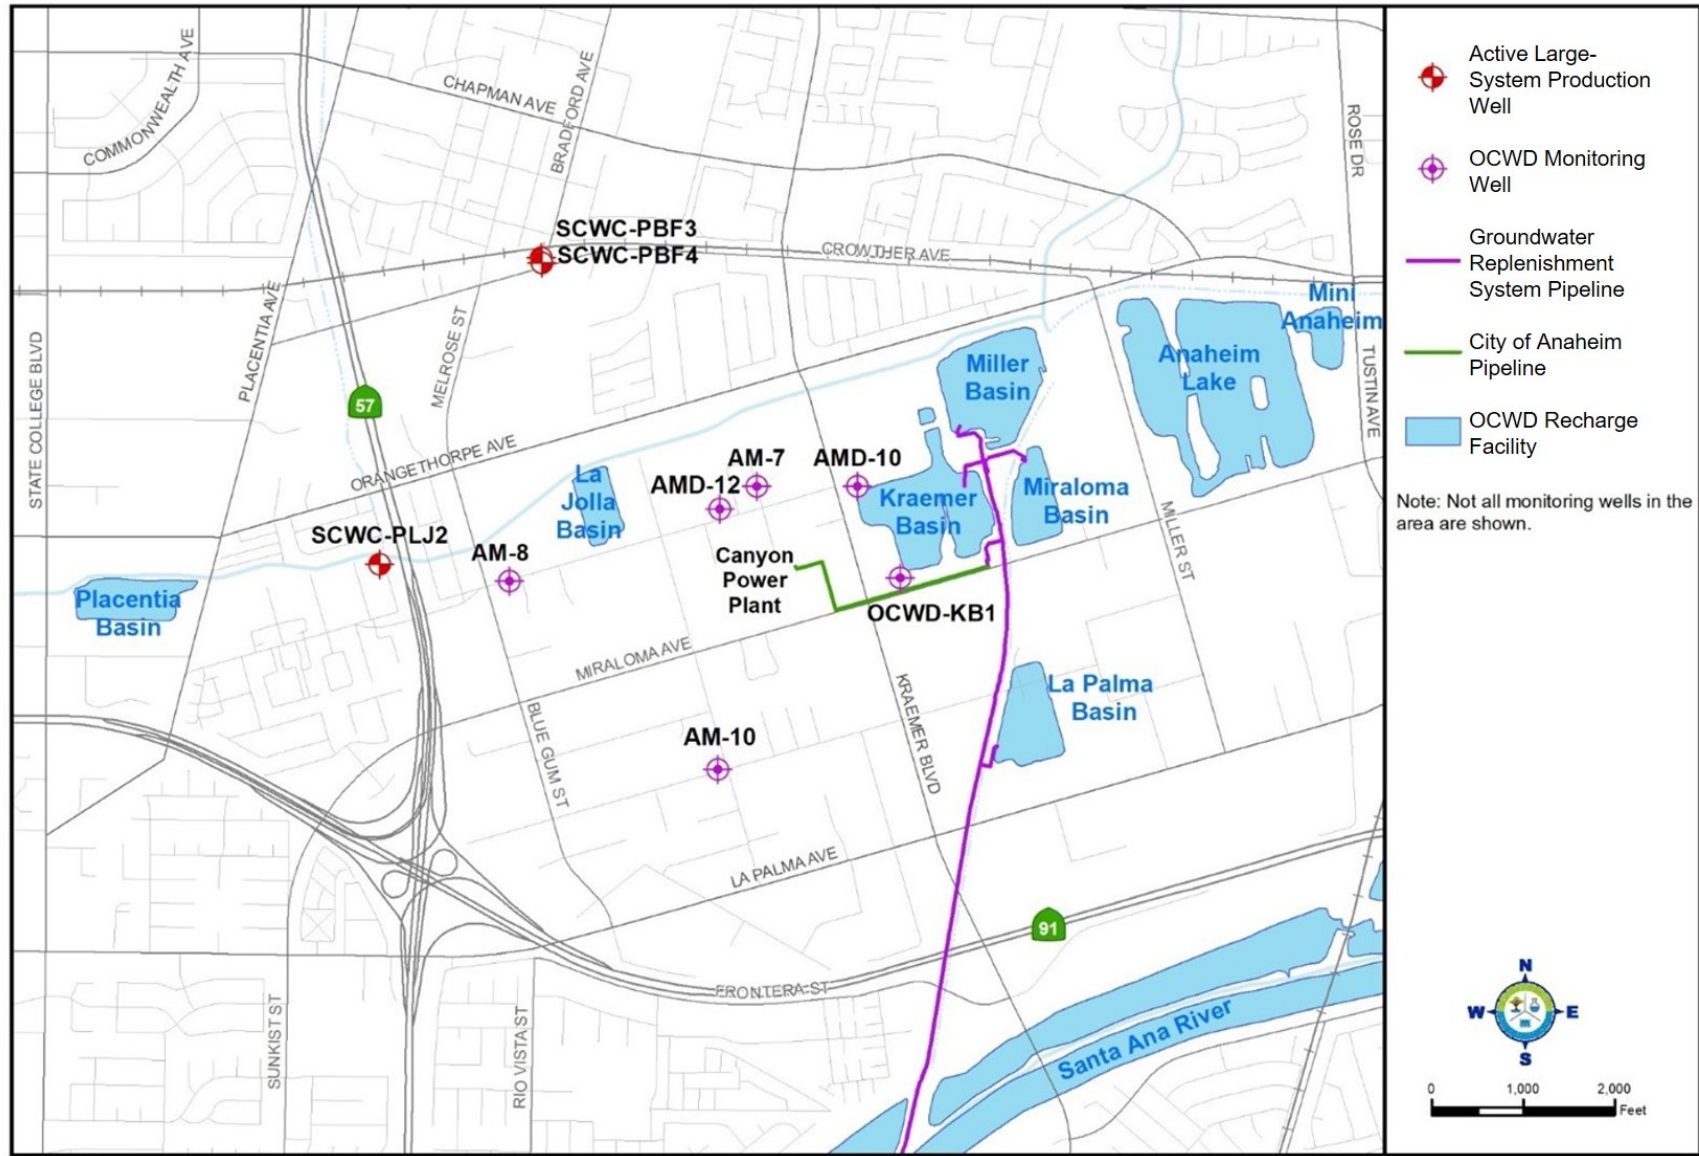 COMMONWEALTH AVE
CHAPMAN AVE
BRADFORD AVE
ROSE DR
SCWC-PBF3
SCWC-PBF4
CROWTHER AVE
PLACENTIA AVE
STATE COLLEGE BLVD
MELROSE ST
57
ORANGETHORPE AVE
Mini
Anaheim
Anaheim
Lake
Miller
Basin
TUSTIN AVE
La
Jolla
Basin
AM-7
AMD-12
AMD-10
Kraemer
Basin
Miraloma
Basin
MILLER ST
SCWC-PLJ2
AM-8
Canyon
Power
Plant
OCWD-KB1
Placentia
Basin
MIRALOMA AVE
La Palma
Basin
BLUE GUM ST
KRAEMER BLVD
AM-10
LA PALMA AVE
91
FRONTERA ST
SUNKIST ST
RIO VISTA ST
Santa Ana River
Active Large-
System Production
Well
OCWD Monitoring
Well
Groundwater
Replenishment
System Pipeline
City of Anaheim
Pipeline
OCWD Recharge
Facility
Note: Not all monitoring wells in the
area are shown.
N
W E
S
0 1,000 2,000
Feet